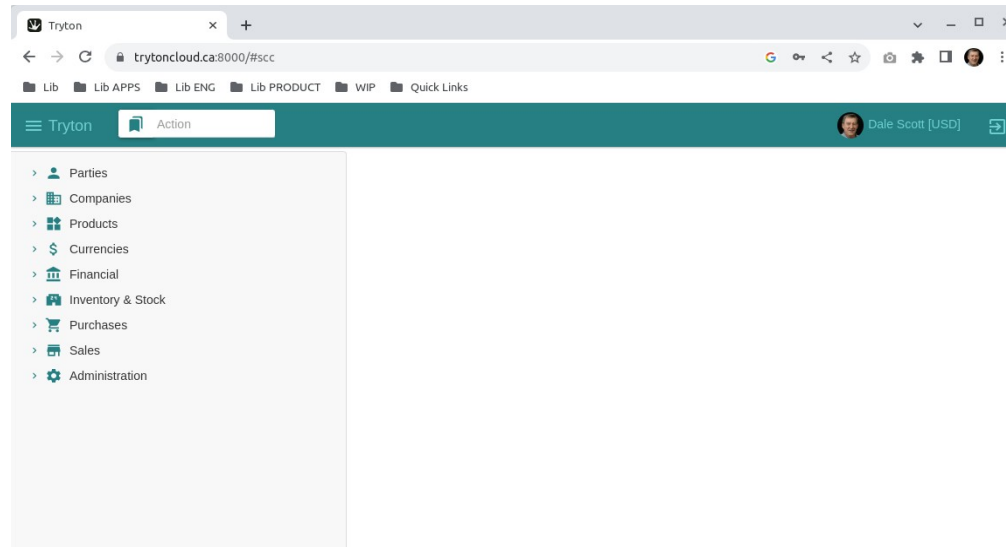 Tryton
trytoncloud.ca:8000/#scc
Lib Lib APPS Lib ENG Lib PRODUCT WIP Quick Links
Tryton Action Dale Scott [USD]
Parties
Companies
Products
Currencies
Financial
Inventory & Stock
Purchases
Sales
Administration